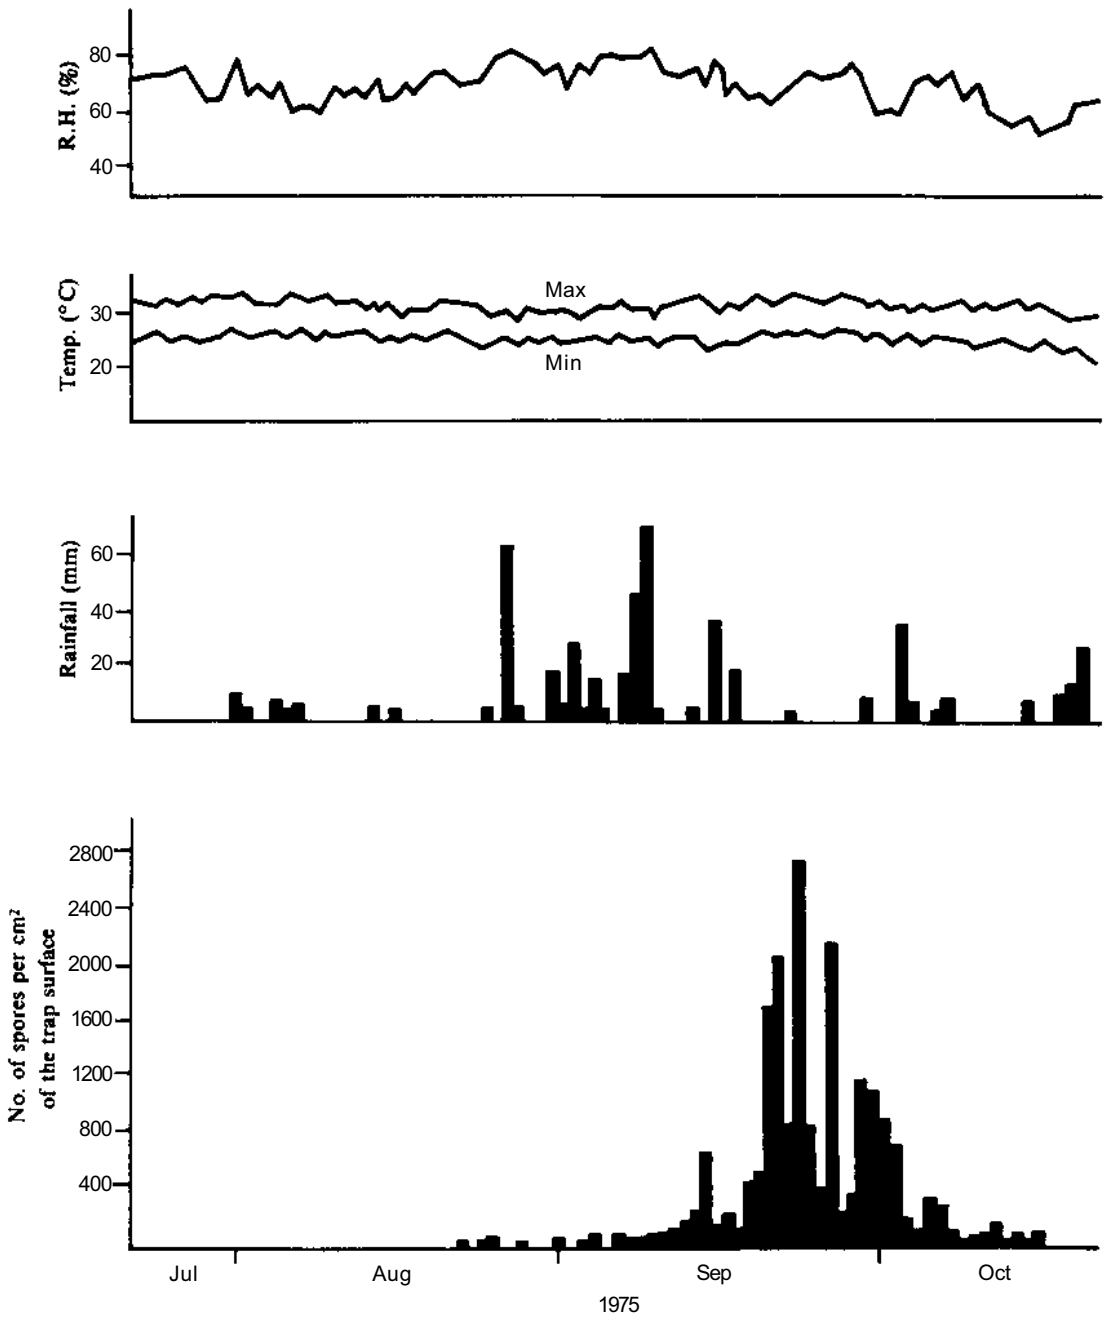 R.H. (%)
80
60
40
Temp. (°C)
30
20
Max
Min
Rainfall (mm)
60
40
20
No. of spores per cm²
of the trap surface
2800
2400
2000
1600
1200
800
400
Jul Aug Sep Oct
1975